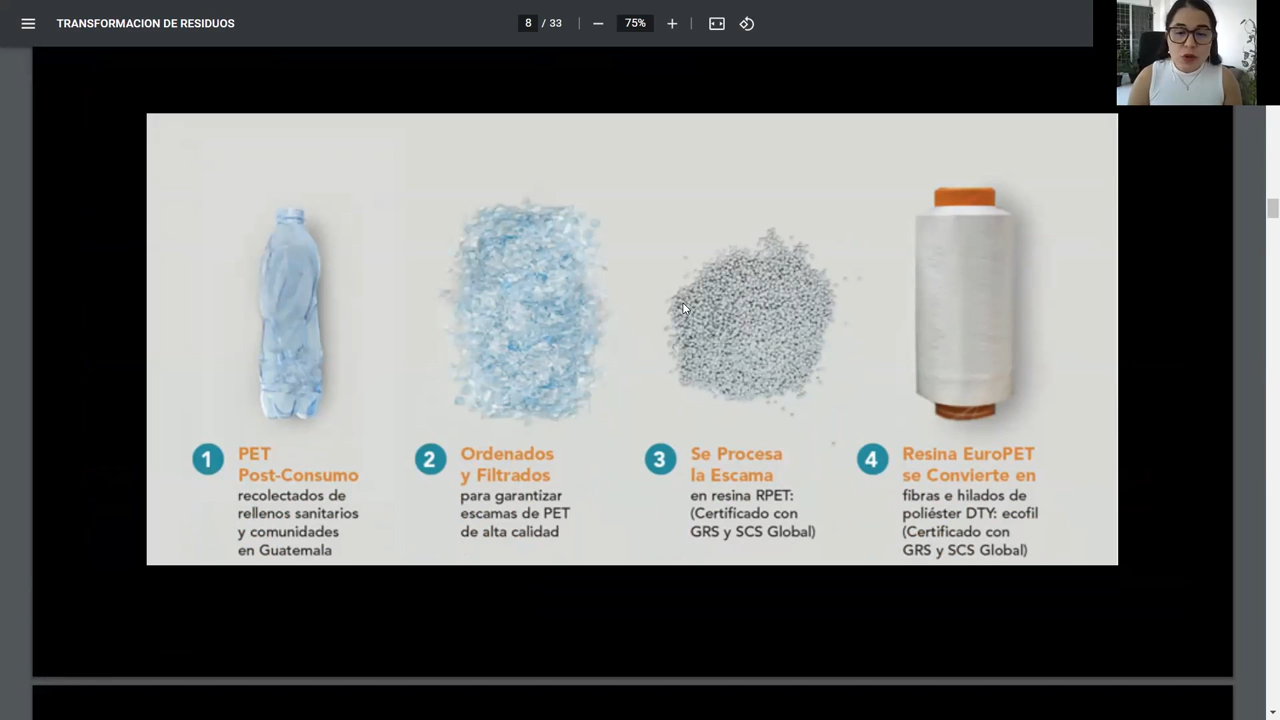 TRANSFORMACION DE RESIDUOS
8 / 33
75%
1
PET
Post-Consumo
recolectados de
rellenos sanitarios
y comunidades
en Guatemala
2
Ordenados
y Filtrados
para garantizar
escamas de PET
de alta calidad
3
Se Procesa
la Escama
en resina RPET:
(Certificado con
GRS y SCS Global)
4
Resina EuroPET
se Convierte en
fibras e hilados de
poliéster DTY: ecofil
(Certificado con
GRS y SCS Global)